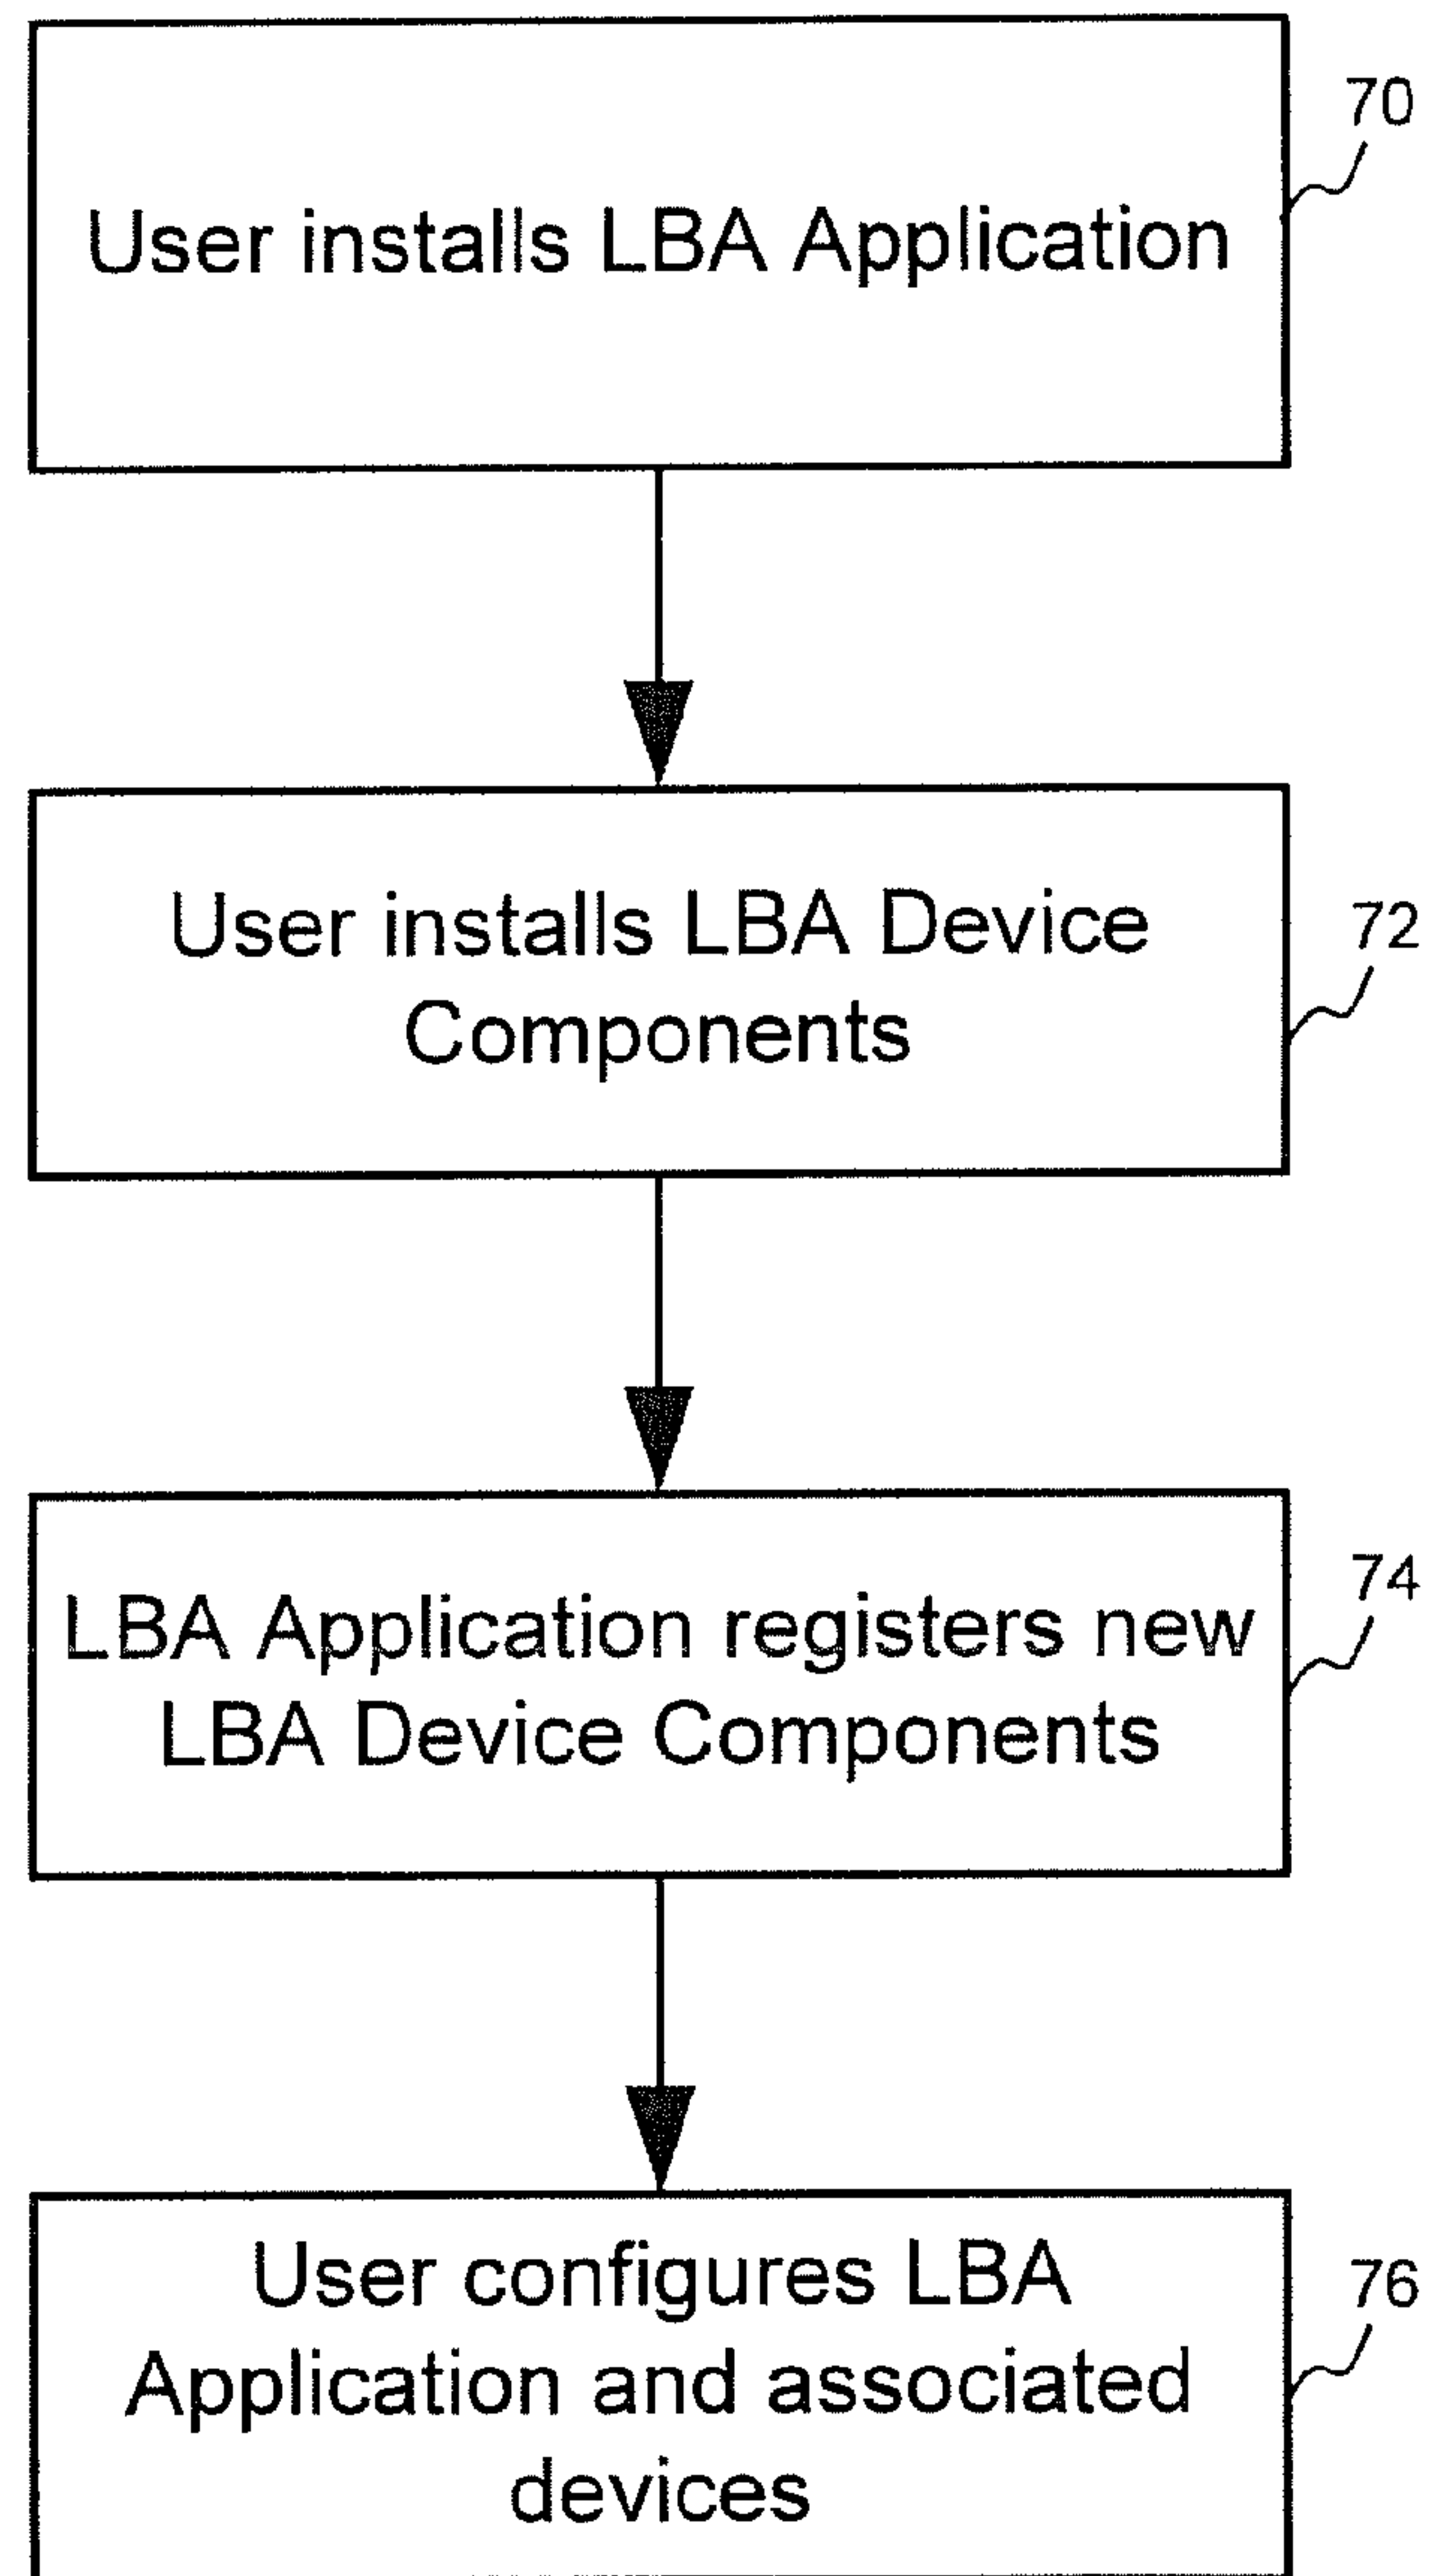 70
User installs LBA Application
72
User installs LBA Device
Components
74
LBA Application registers new
LBA Device Components
76
User configures LBA
Application and associated
devices